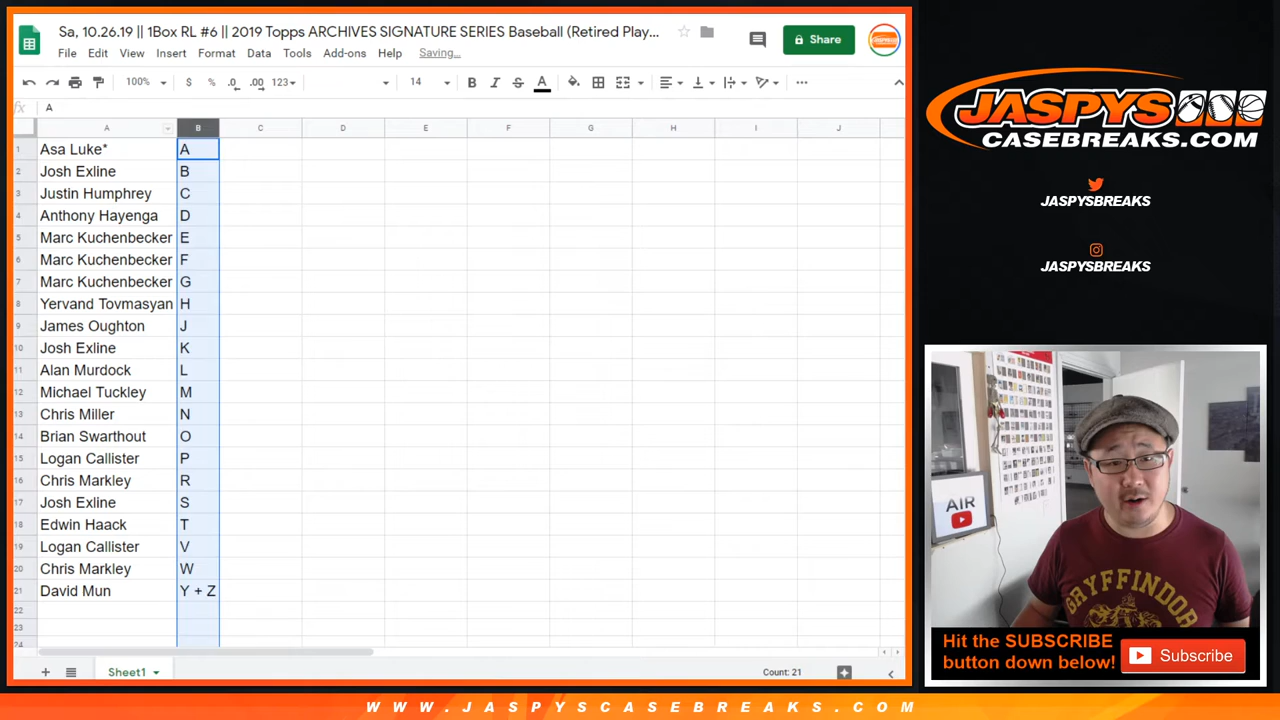 Sa, 10.26.19 || 1Box RL #6 || 2019 Topps ARCHIVES SIGNATURE SERIES Baseball (Retired Play...
File Edit View Insert Format Data Tools Add-ons Help Saving...
Share
100% $ % .0 .00 123 14 B I S A
fx A
A B C D E F G H I J
1 Asa Luke* A
2 Josh Exline B
3 Justin Humphrey C
4 Anthony Hayenga D
5 Marc Kuchenbecker E
6 Marc Kuchenbecker F
7 Marc Kuchenbecker G
8 Yervand Tovmasyan H
9 James Oughton J
10 Josh Exline K
11 Alan Murdock L
12 Michael Tuckley M
13 Chris Miller N
14 Brian Swarthout O
15 Logan Callister P
16 Chris Markley R
17 Josh Exline S
18 Edwin Haack T
19 Logan Callister V
20 Chris Markley W
21 David Mun Y + Z
22
23
24
Sheet1
Count: 21
JASPYS
CASEBREAKS.COM
JASPYSBREAKS
JASPYSBREAKS
AIR
GRYFFINDOR
Hit the SUBSCRIBE
button down below!
Subscribe
WWW.JASPYSCASEBREAKS.COM